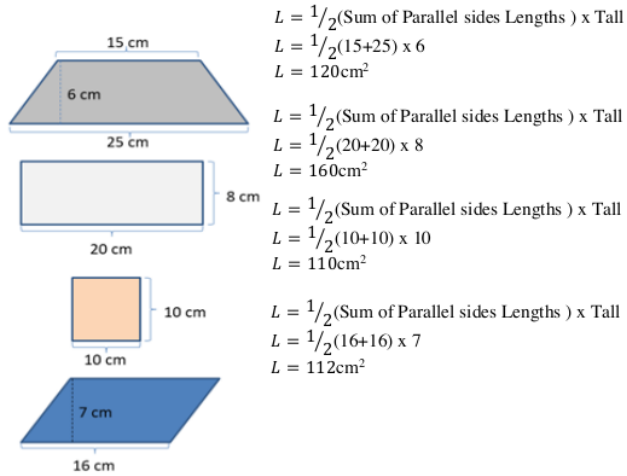 15 cm
6 cm
25 cm
L = 1/2(Sum of Parallel sides Lengths ) x Tall
L = 1/2(15+25) x 6
L = 120cm²
8 cm
20 cm
L = 1/2(Sum of Parallel sides Lengths ) x Tall
L = 1/2(20+20) x 8
L = 160cm²
10 cm
10 cm
L = 1/2(Sum of Parallel sides Lengths ) x Tall
L = 1/2(10+10) x 10
L = 110cm²
7 cm
16 cm
L = 1/2(Sum of Parallel sides Lengths ) x Tall
L = 1/2(16+16) x 7
L = 112cm²